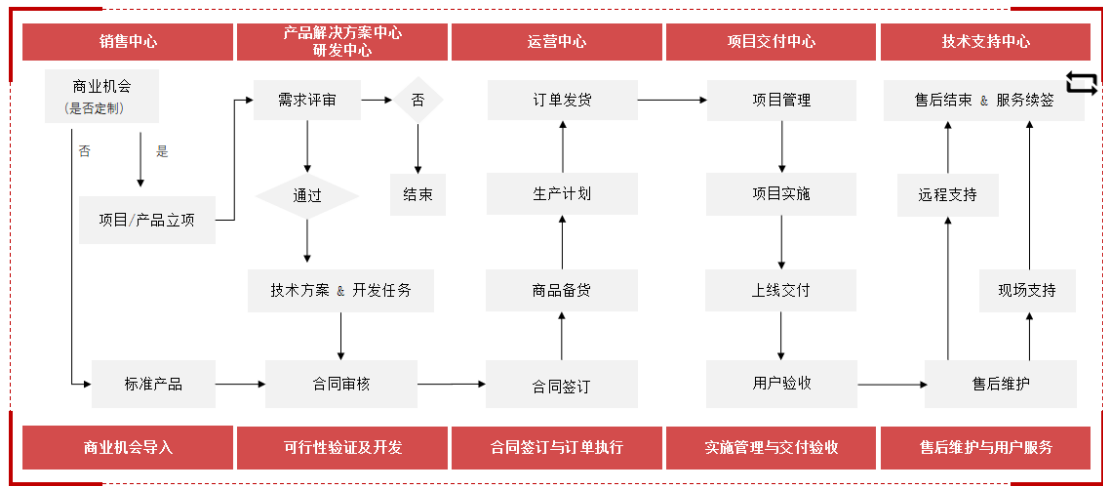 销售中心
产品解决方案中心
研发中心
运营中心
项目交付中心
技术支持中心
商业机会
（是否定制）
否
是
项目/产品立项
标准产品
需求评审
否
通过
结束
技术方案 & 开发任务
合同审核
订单发货
生产计划
商品备货
合同签订
项目管理
项目实施
上线交付
用户验收
售后结束 & 服务续签
远程支持
现场支持
售后维护
商业机会导入
可行性验证及开发
合同签订与订单执行
实施管理与交付验收
售后维护与用户服务